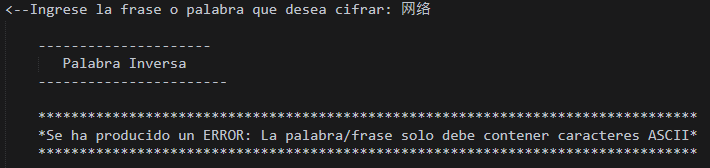 <--Ingrese la frase o palabra que desea cifrar: 网络
---------------------
Palabra Inversa
-----------------------
********************************************************************************
*Se ha producido un ERROR: La palabra/frase solo debe contener caracteres ASCII*
********************************************************************************